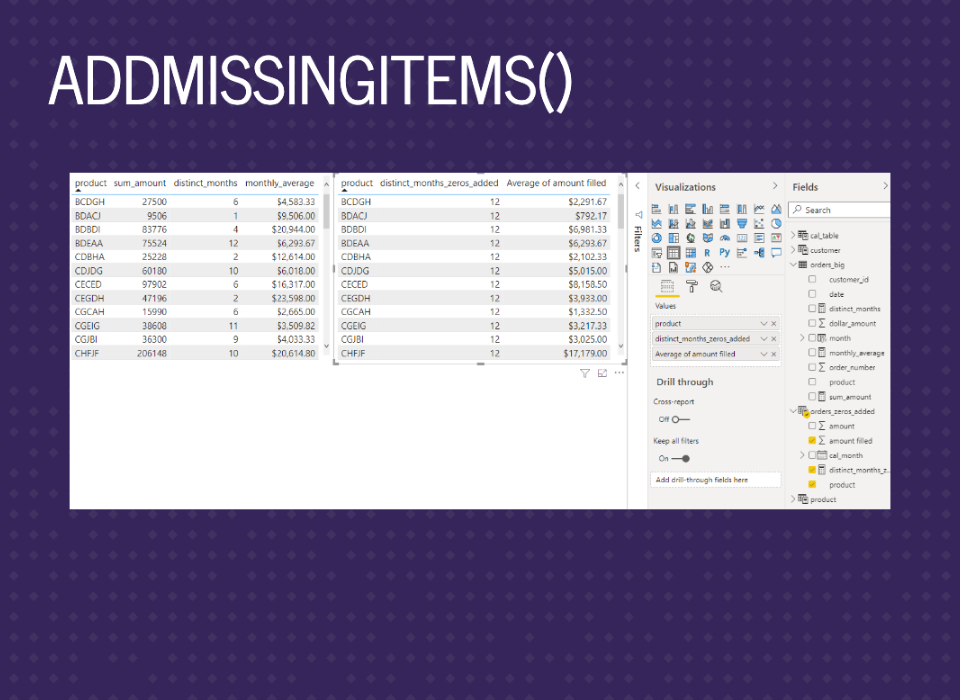 ADDMISSINGITEMS()
product sum_amount distinct_months monthly_average
BCDGH 27500 6 $4,583.33
BDACJ 9506 1 $9,506.00
BDBDI 83776 4 $20,944.00
BDEAA 75524 12 $6,293.67
CDBHA 25228 2 $12,614.00
CDJDG 60180 10 $6,018.00
CECED 97902 6 $16,317.00
CEGDH 47196 2 $23,598.00
CGCAH 15990 6 $2,665.00
CGEIG 38608 11 $3,509.82
CGJBI 36300 9 $4,033.33
CHFJF 206148 10 $20,614.80
product distinct_months_zeros_added Average of amount filled
BCDGH 12 $2,291.67
BDACJ 12 $792.17
BDBDI 12 $6,981.33
BDEAA 12 $6,293.67
CDBHA 12 $2,102.33
CDJDG 12 $5,015.00
CECED 12 $8,158.50
CEGDH 12 $3,933.00
CGCAH 12 $1,332.50
CGEIG 12 $3,217.33
CGJBI 12 $3,025.00
CHFJF 12 $17,179.00
Filters
Visualizations
R Py
Values
product
distinct_months_zeros_added
Average of amount filled
Drill through
Cross-report
Off
Keep all filters
On
Add drill-through fields here
Fields
Search
cal_table
customer
orders_big
customer_id
date
distinct_months
dollar_amount
month
monthly_average
order_number
product
sum_amount
orders_zeros_added
amount
amount filled
cal_month
distinct_months_z...
product
product